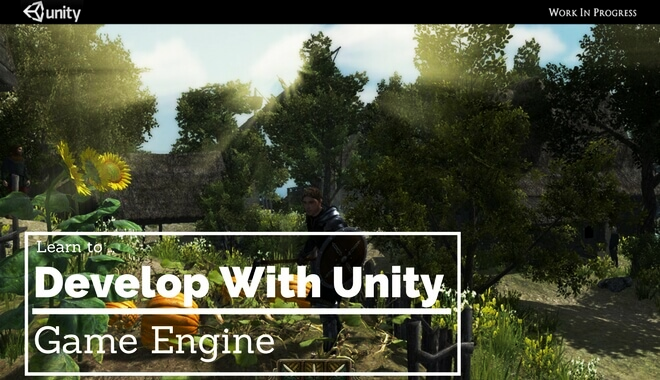 unity
Work In Progress
Learn to
Develop With Unity
Game Engine